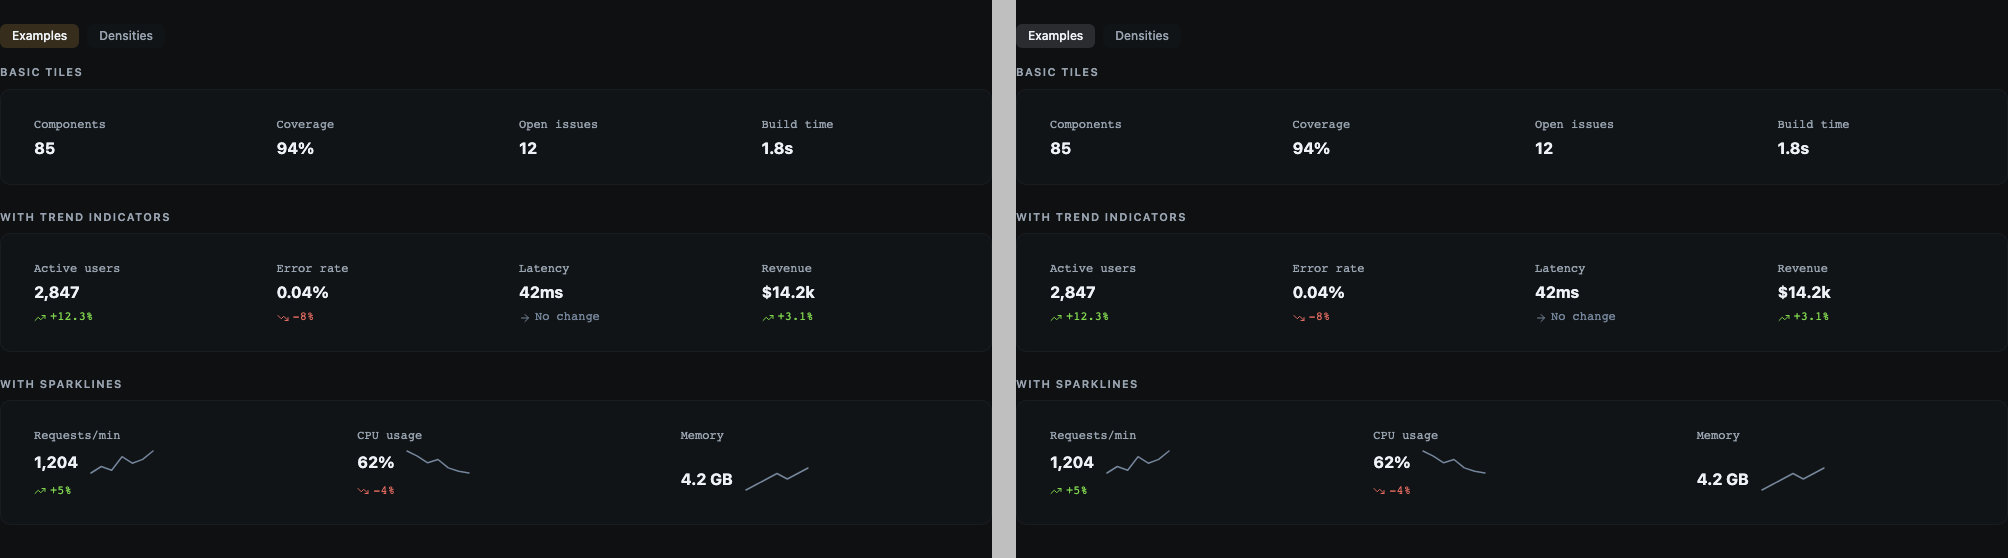 Examples Densities
BASIC TILES
Components Coverage Open issues Build time
85 94% 12 1.8s
WITH TREND INDICATORS
Active users Error rate Latency Revenue
2,847 0.04% 42ms $14.2k
+12.3% -8% No change +3.1%
WITH SPARKLINES
Requests/min CPU usage Memory
1,204 62% 4.2 GB
+5% -4%
Examples Densities
BASIC TILES
Components Coverage Open issues Build time
85 94% 12 1.8s
WITH TREND INDICATORS
Active users Error rate Latency Revenue
2,847 0.04% 42ms $14.2k
+12.3% -8% No change +3.1%
WITH SPARKLINES
Requests/min CPU usage Memory
1,204 62% 4.2 GB
+5% -4%